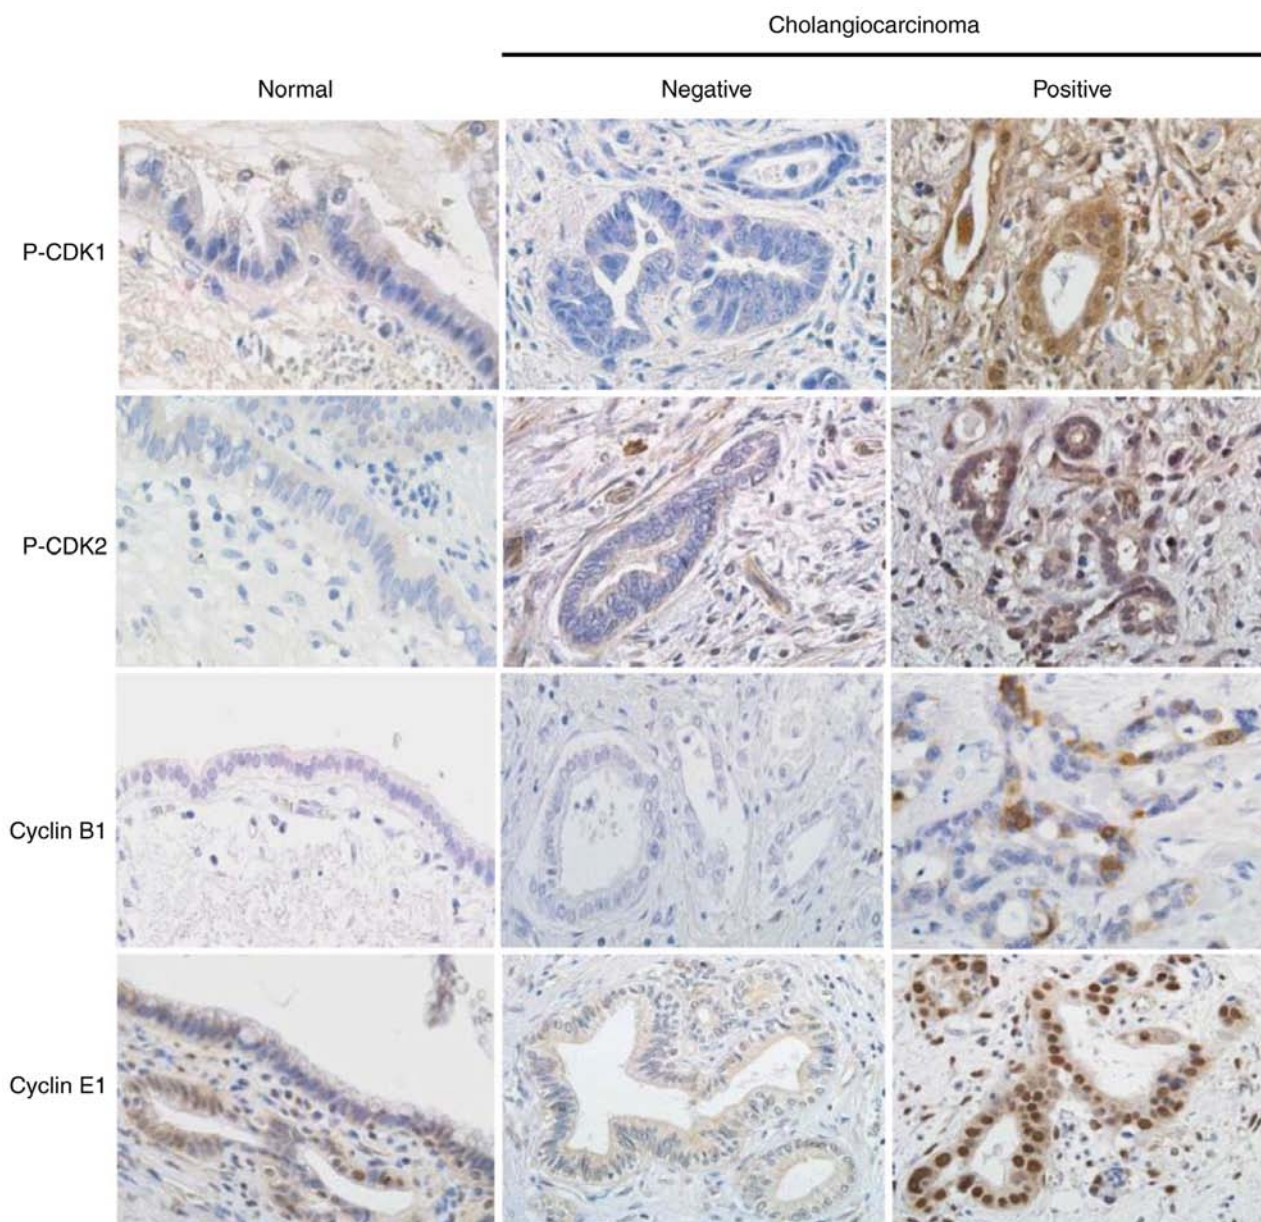 Cholangiocarcinoma
Normal Negative Positive
P-CDK1
P-CDK2
Cyclin B1
Cyclin E1